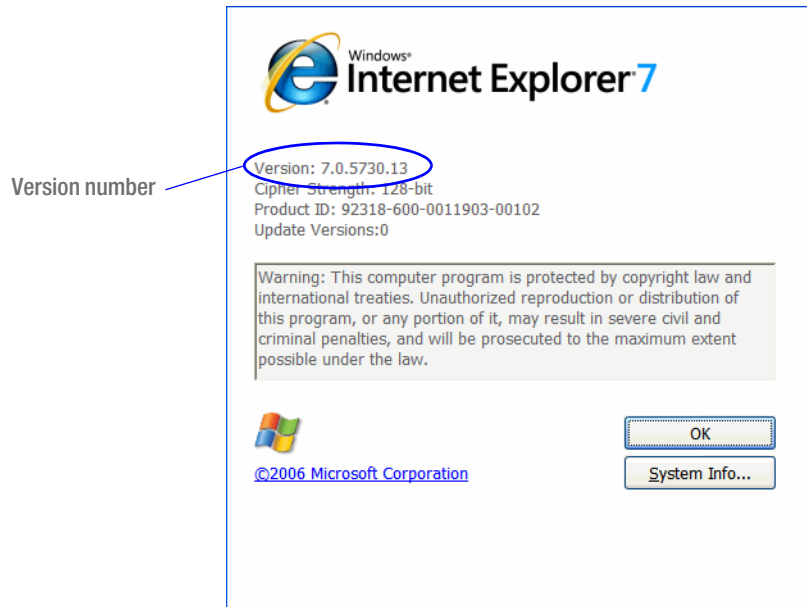 Windows®
Internet Explorer 7
Version number
Version: 7.0.5730.13
Cipher Strength: 128-bit
Product ID: 92318-600-0011903-00102
Update Versions:0
Warning: This computer program is protected by copyright law and
international treaties. Unauthorized reproduction or distribution of
this program, or any portion of it, may result in severe civil and
criminal penalties, and will be prosecuted to the maximum extent
possible under the law.
OK
©2006 Microsoft Corporation
System Info...